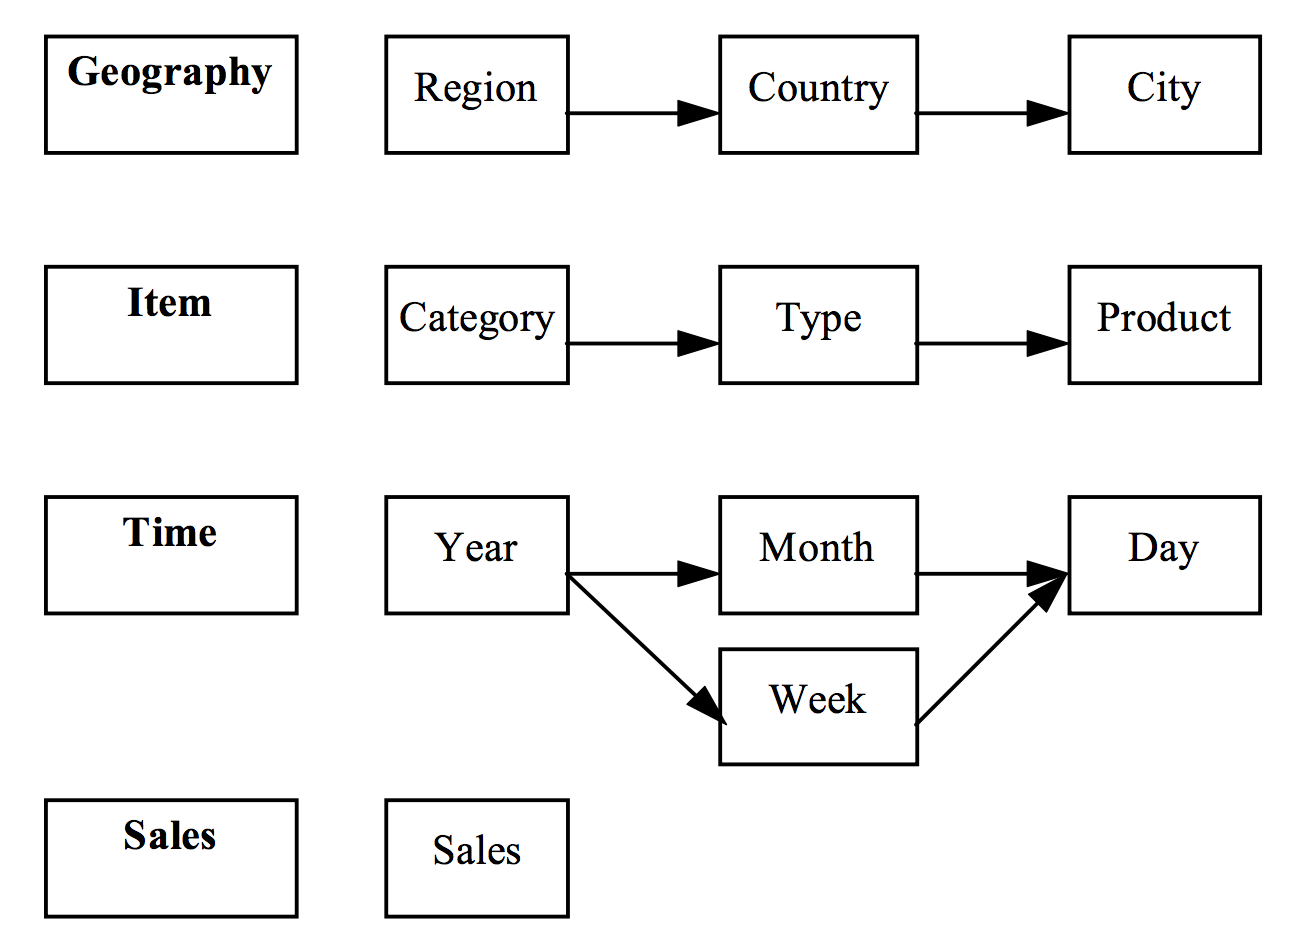 Geography
Region
Country
City
Item
Category
Type
Product
Time
Year
Month
Day
Week
Sales
Sales